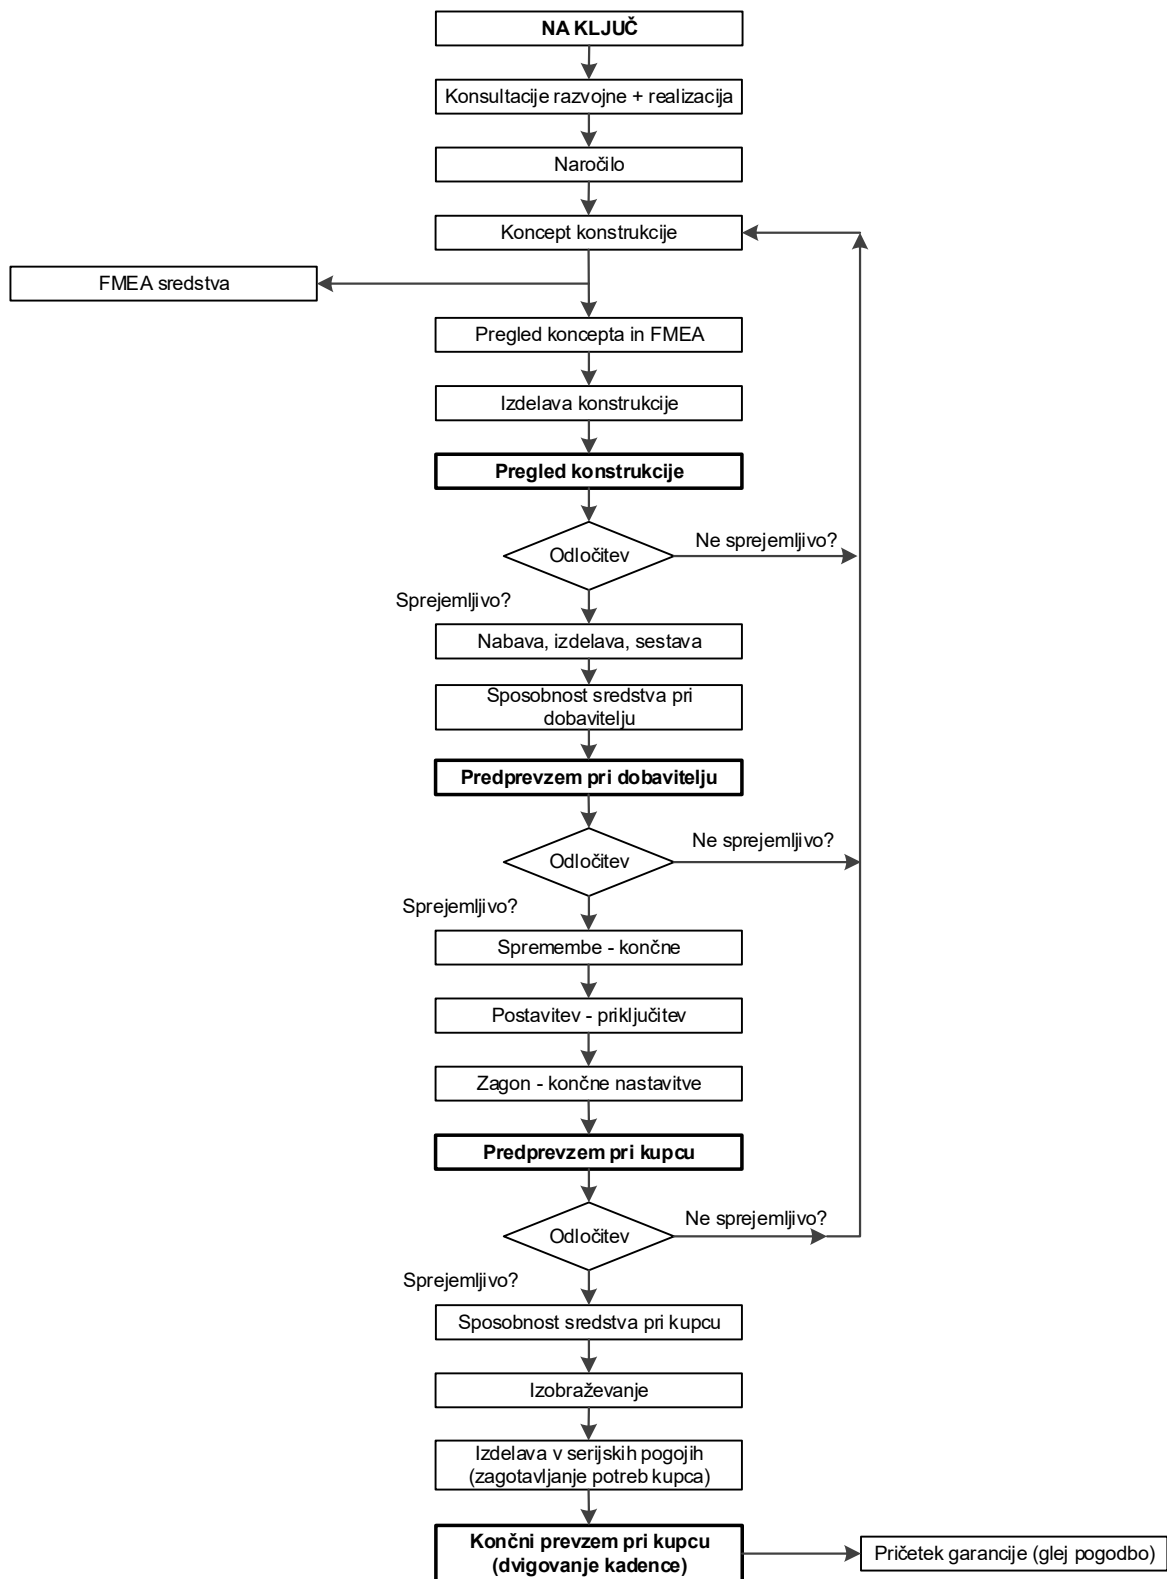 NA KLJUČ
Konsultacije razvojne + realizacija
Naročilo
Koncept konstrukcije
FMEA sredstva
Pregled koncepta in FMEA
Izdelava konstrukcije
Pregled konstrukcije
Odločitev
Ne sprejemljivo?
Sprejemljivo?
Nabava, izdelava, sestava
Sposobnost sredstva pri
dobavitelju
Predprevzem pri dobavitelju
Odločitev
Ne sprejemljivo?
Sprejemljivo?
Spremembe - končne
Postavitev - priključitev
Zagon - končne nastavitve
Predprevzem pri kupcu
Odločitev
Ne sprejemljivo?
Sprejemljivo?
Sposobnost sredstva pri kupcu
Izobraževanje
Izdelava v serijskih pogojih
(zagotavljanje potreb kupca)
Končni prevzem pri kupcu
(dvigovanje kadence)
Pričetek garancije (glej pogodbo)